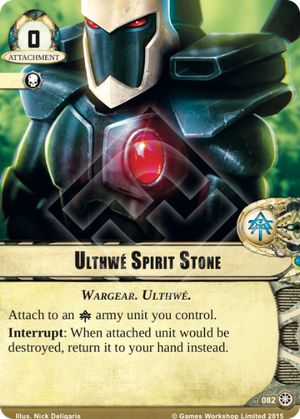 0
ATTACHMENT
ULTHWÉ SPIRIT STONE
WARGEAR. ULTHWÉ.
Attach to an army unit you control.
Interrupt: When attached unit would be
destroyed, return it to your hand instead.
082
Illus. Nick Deligaris
© Games Workshop Limited 2015